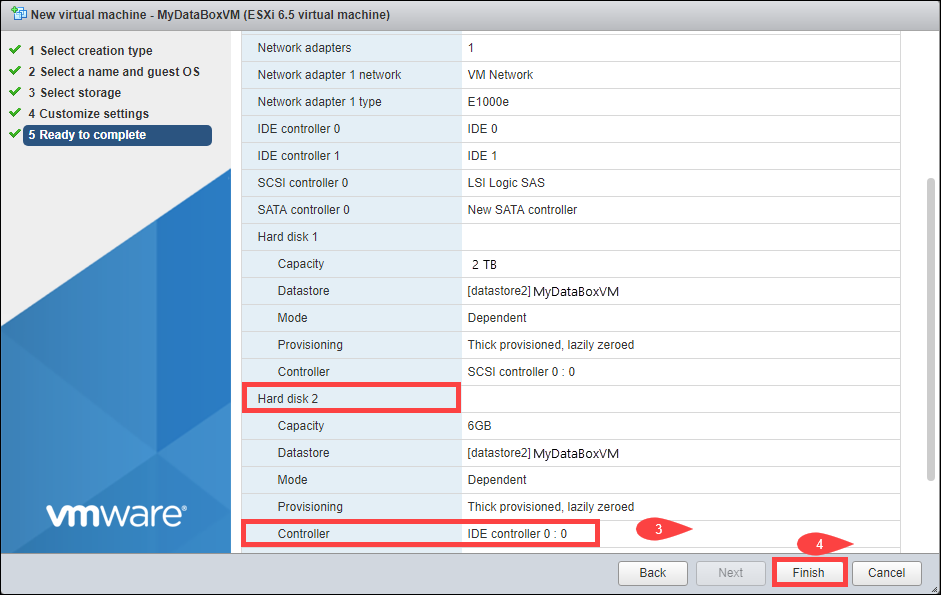 New virtual machine - MyDataBoxVM (ESXi 6.5 virtual machine)
1 Select creation type
2 Select a name and guest OS
3 Select storage
4 Customize settings
5 Ready to complete
Network adapters 1
Network adapter 1 network VM Network
Network adapter 1 type E1000e
IDE controller 0 IDE 0
IDE controller 1 IDE 1
SCSI controller 0 LSI Logic SAS
SATA controller 0 New SATA controller
Hard disk 1
Capacity 2 TB
Datastore [datastore2] MyDataBoxVM
Mode Dependent
Provisioning Thick provisioned, lazily zeroed
Controller SCSI controller 0 : 0
Hard disk 2
Capacity 6GB
Datastore [datastore2] MyDataBoxVM
Mode Dependent
Provisioning Thick provisioned, lazily zeroed
Controller IDE controller 0 : 0 3
vmware®
4
Back Next Finish Cancel